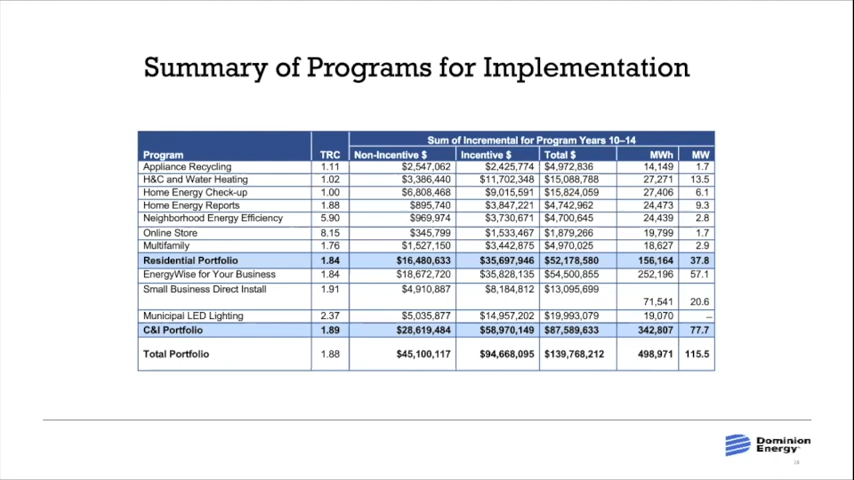 Summary of Programs for Implementation
Sum of Incremental for Program Years 10–14
Program TRC Non-Incentive $ Incentive $ Total $ MWh MW
Appliance Recycling 1.11 $2,547,062 $2,425,774 $4,972,836 14,149 1.7
H&C and Water Heating 1.02 $3,386,440 $11,702,348 $15,088,788 27,271 13.5
Home Energy Check-up 1.00 $6,808,468 $9,015,591 $15,824,059 27,406 6.1
Home Energy Reports 1.88 $895,740 $3,847,221 $4,742,962 24,473 9.3
Neighborhood Energy Efficiency 5.90 $969,974 $3,730,671 $4,700,645 24,439 2.8
Online Store 8.15 $345,799 $1,533,467 $1,879,266 19,799 1.7
Multifamily 1.76 $1,527,150 $3,442,875 $4,970,025 18,627 2.9
Residential Portfolio 1.84 $16,480,633 $35,697,946 $52,178,580 156,164 37.8
EnergyWise for Your Business 1.84 $18,672,720 $35,828,135 $54,500,855 252,196 57.1
Small Business Direct Install 1.91 $4,910,887 $8,184,812 $13,095,699 71,541 20.6
Municipal LED Lighting 2.37 $5,035,877 $14,957,202 $19,993,079 19,070 –
C&I Portfolio 1.89 $28,619,484 $58,970,149 $87,589,633 342,807 77.7
Total Portfolio 1.88 $45,100,117 $94,668,095 $139,768,212 498,971 115.5
Dominion
Energy